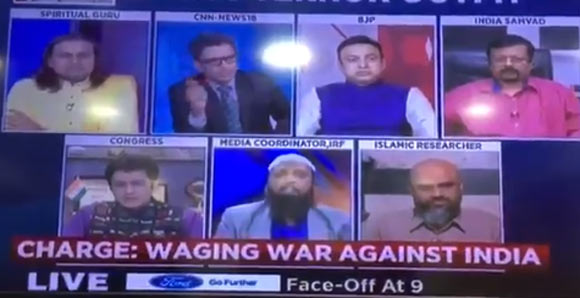 SPIRITUAL GURU CNN-NEWS18 BJP INDIA SAHVAD
CONGRESS MEDIA COORDINATOR, IRF ISLAMIC RESEARCHER
CHARGE: WAGING WAR AGAINST INDIA
LIVE Ford Go Further Face-Off At 9